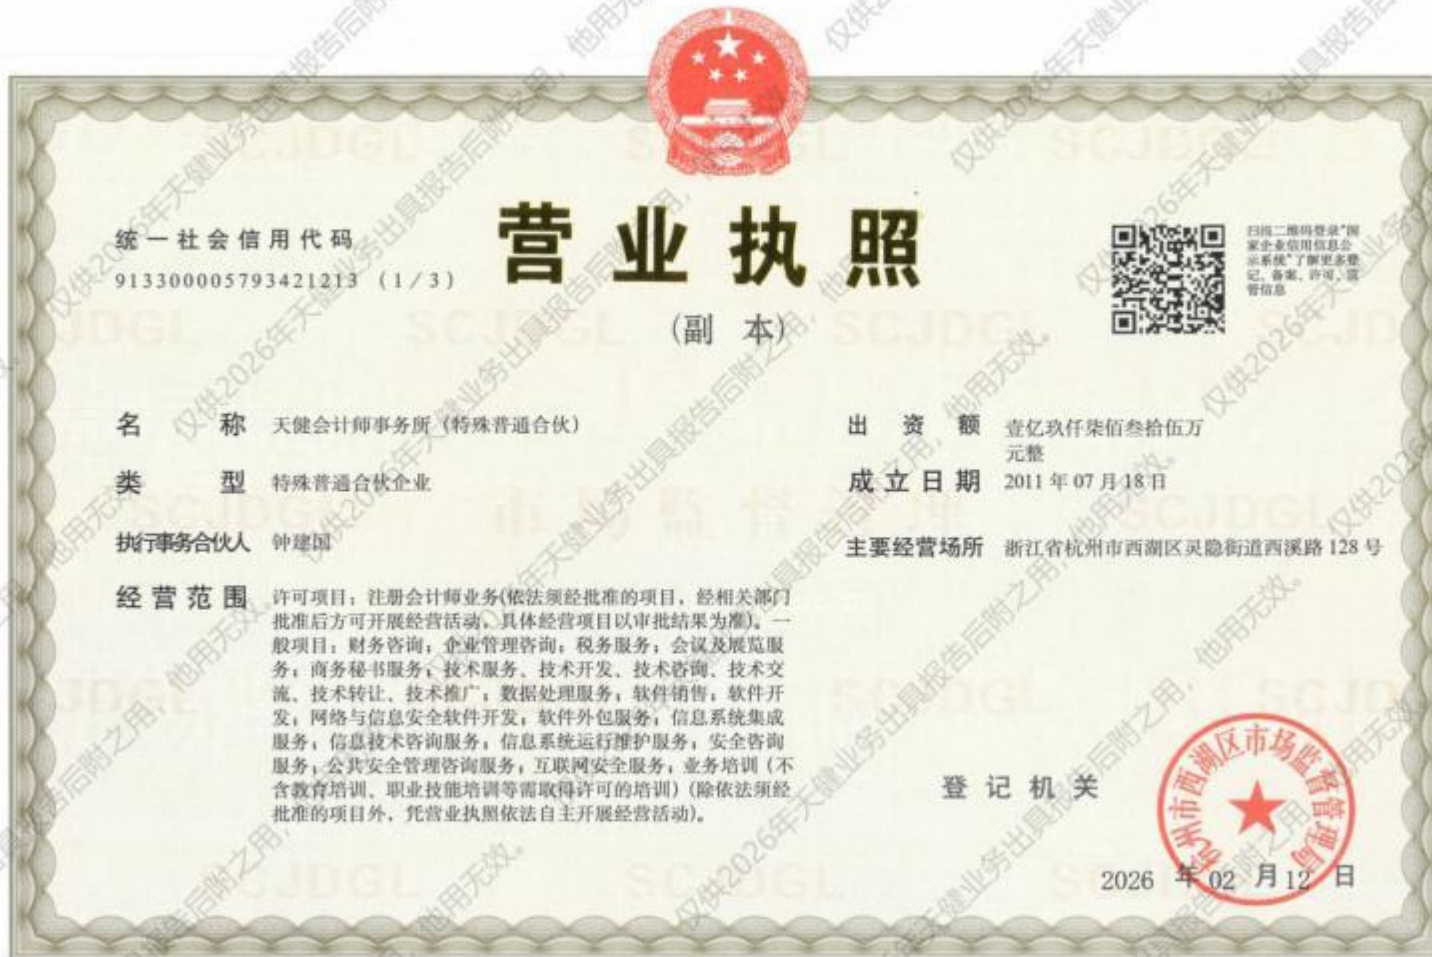 营业执照
(副 本)
统一社会信用代码
913300005793421213 (1/3)
扫描二维码登录“国
家企业信用信息公
示系统”了解更多登
记、备案、许可、监
管信息
名 称 天健会计师事务所（特殊普通合伙）
类 型 特殊普通合伙企业
执行事务合伙人 钟建国
经营范围 许可项目：注册会计师业务(依法须经批准的项目，经相关部门
批准后方可开展经营活动，具体经营项目以审批结果为准)。一
般项目：财务咨询；企业管理咨询；税务服务；会议及展览服
务；商务秘书服务；技术服务、技术开发、技术咨询、技术交
流、技术转让、技术推广；数据处理服务；软件销售；软件开
发；网络与信息安全软件开发；软件外包服务；信息系统集成
服务；信息技术咨询服务；信息系统运行维护服务；安全咨询
服务；公共安全管理咨询服务；互联网安全服务；业务培训（不
含教育培训、职业技能培训等需取得许可的培训）(除依法须经
批准的项目外，凭营业执照依法自主开展经营活动)。
出资额 壹亿玖仟柒佰叁拾伍万
元整
成立日期 2011年07月18日
主要经营场所 浙江省杭州市西湖区灵隐街道西溪路128号
登记机关
杭州市西湖区市场监督管理局
2026 年 02 月 12 日
仅供2026年天健业务出具报告后附之用，他用无效。
SCJDGL
市场监督管理